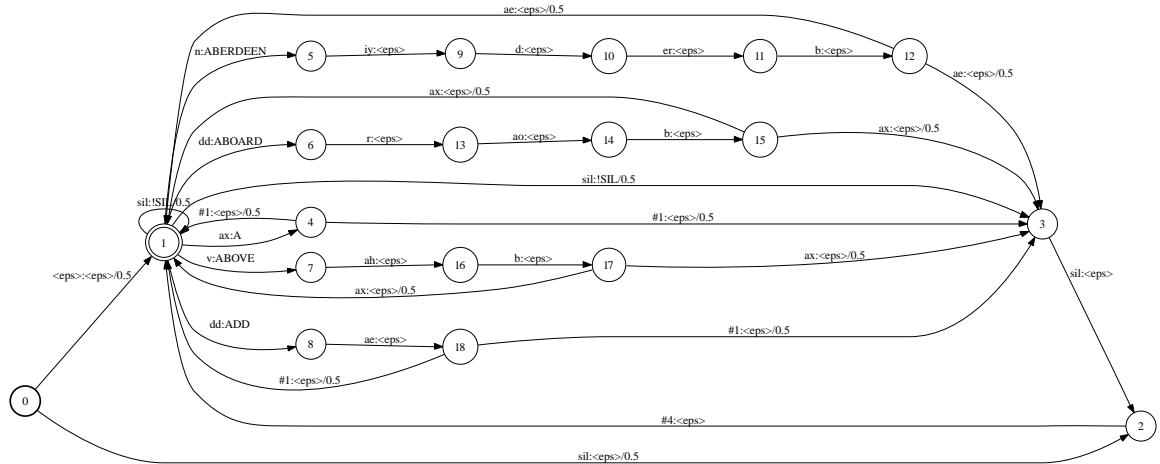 ae:<eps>/0.5
n:ABERDEEN
5
iy:<eps>
9
d:<eps>
10
er:<eps>
11
b:<eps>
12
ae:<eps>/0.5
ax:<eps>/0.5
dd:ABOARD
6
r:<eps>
13
ao:<eps>
14
b:<eps>
15
ax:<eps>/0.5
sil:!SIL/0.5
sil:!SIL/0.5
#1:<eps>/0.5
4
#1:<eps>/0.5
3
1
ax:A
v:ABOVE
7
ah:<eps>
16
b:<eps>
17
ax:<eps>/0.5
<eps>:<eps>/0.5
sil:<eps>
ax:<eps>/0.5
dd:ADD
8
ae:<eps>
18
#1:<eps>/0.5
#1:<eps>/0.5
0
#4:<eps>
2
sil:<eps>/0.5